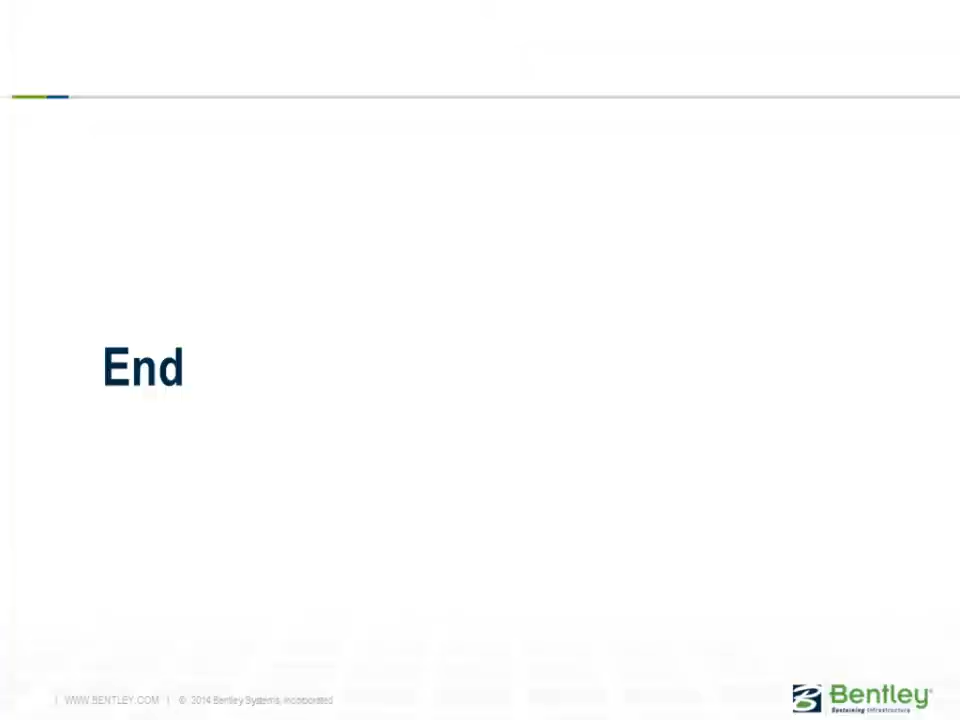 End
| WWW.BENTLEY.COM | © 2014 Bentley Systems, Incorporated
Bentley®
Sustaining Infrastructure